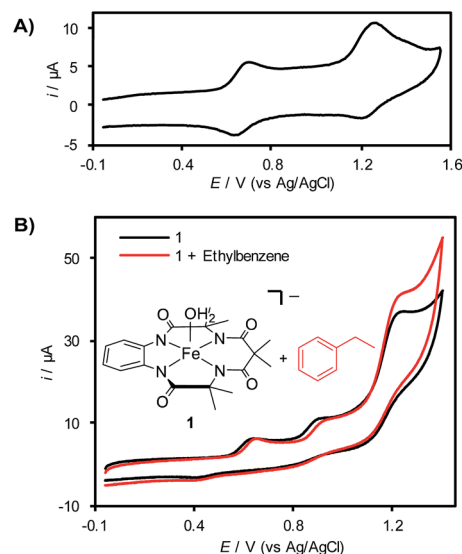 A)
10
5
0
-5
i / µA
-0.1 0.4 0.7 1.2 1.6
E / V (vs Ag/AgCl)
B)
1
1 + Ethylbenzene
50
30
10
-10
i / µA
OH2
O
N
N
Fe
N
N
O
O
O
–
+
1
-0.1 0.4 0.8 1.2
E / V (vs Ag/AgCl)